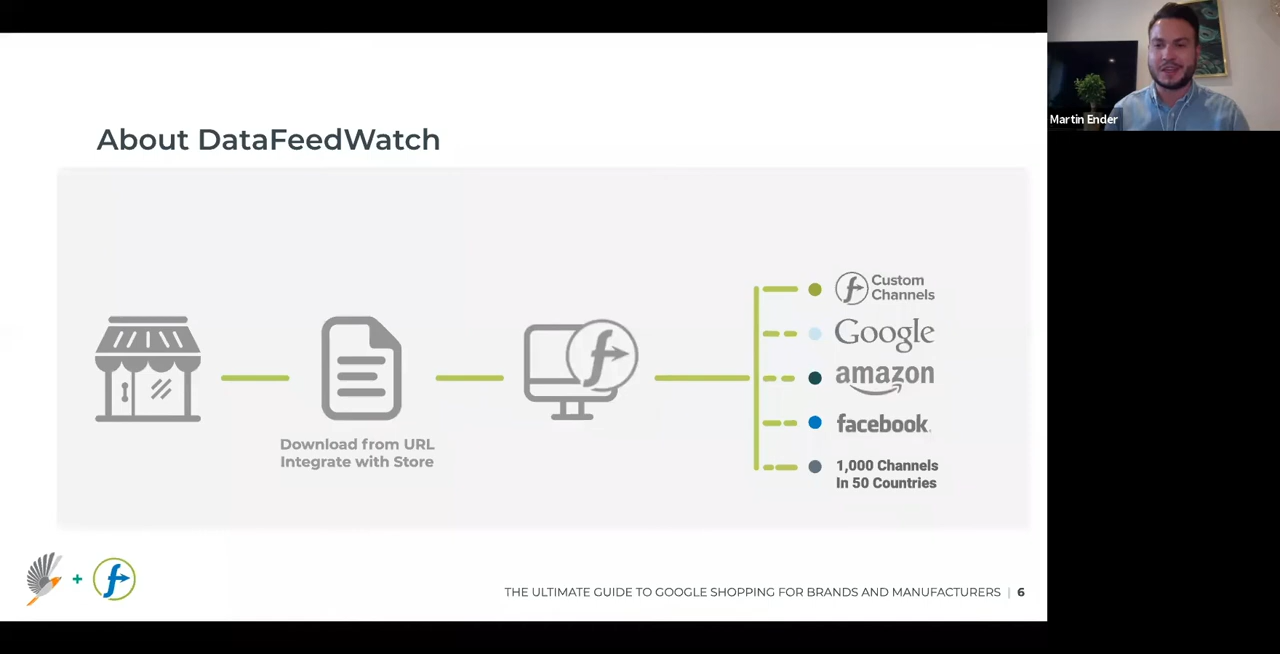 Martin Ender
About DataFeedWatch
Download from URL
Integrate with Store
Custom
Channels
Google
amazon
facebook
1,000 Channels
In 50 Countries
THE ULTIMATE GUIDE TO GOOGLE SHOPPING FOR BRANDS AND MANUFACTURERS | 6